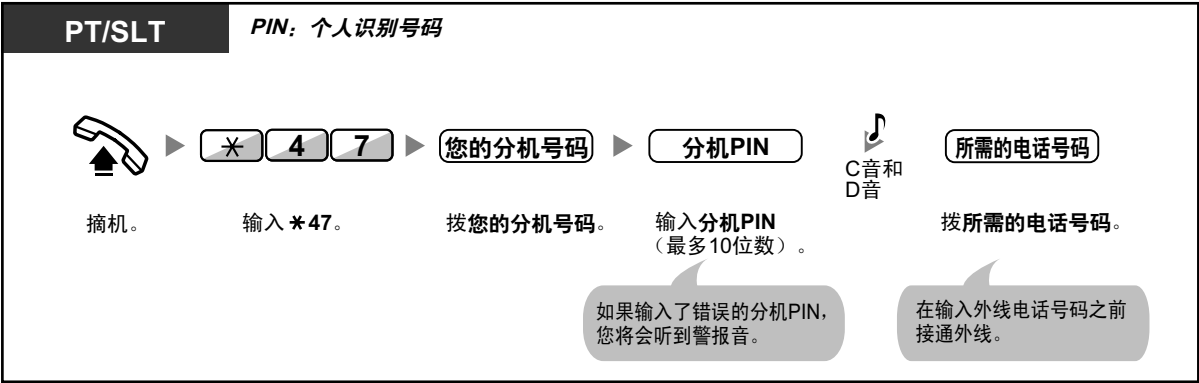 PT/SLT
PIN：个人识别号码
＊ 4 7
您的分机号码
分机PIN
C音和
D音
所需的电话号码
摘机。
输入＊47。
拨您的分机号码。
输入分机PIN
（最多10位数）。
拨所需的电话号码。
如果输入了错误的分机PIN，
您将会听到警报音。
在输入外线电话号码之前
接通外线。